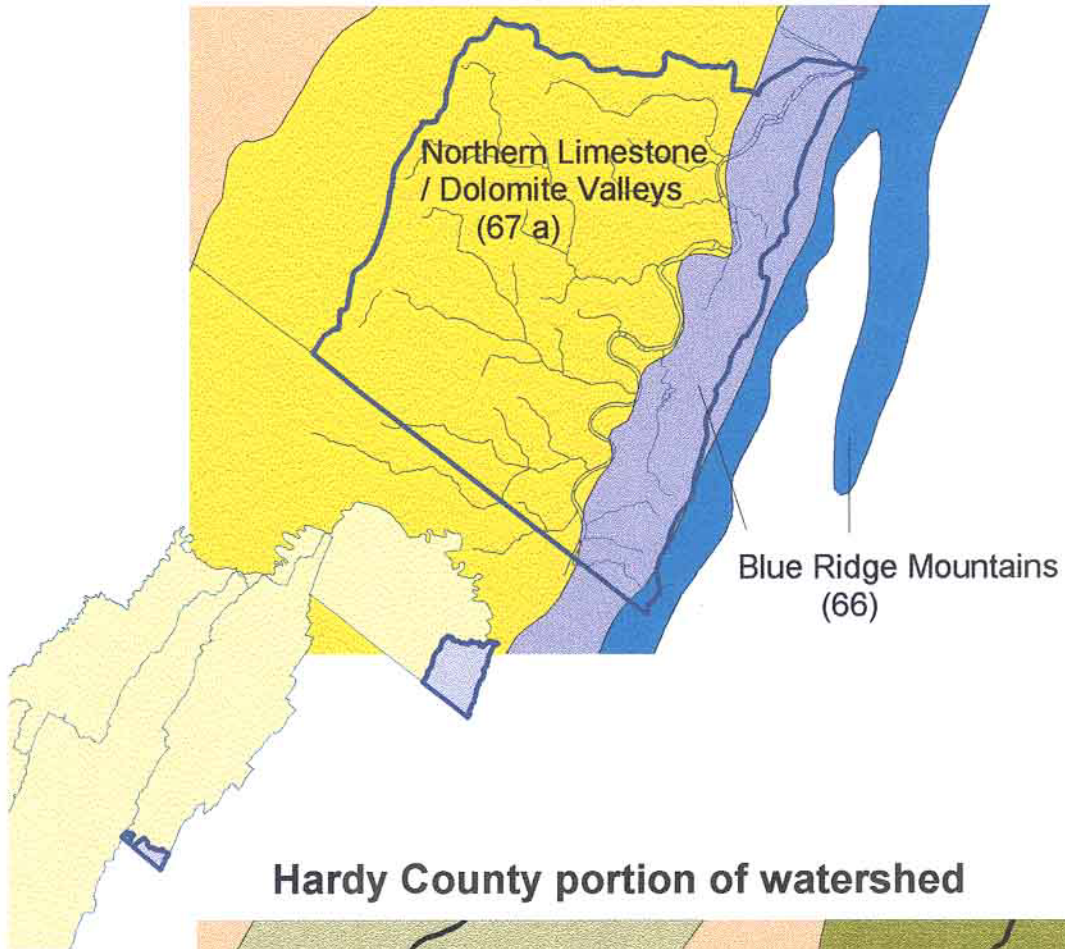 Northern Limestone
/ Dolomite Valleys
(67 a)
Blue Ridge Mountains
(66)
Hardy County portion of watershed